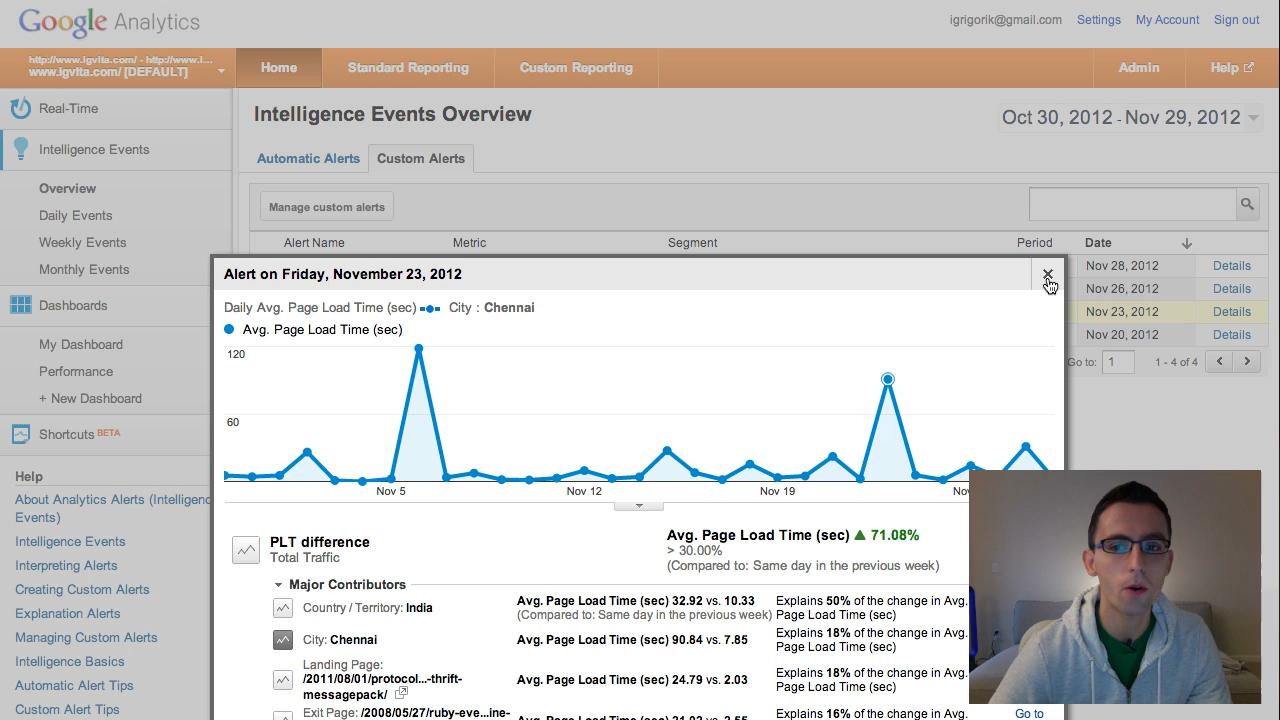 Google Analytics
igrigorik@gmail.com Settings My Account Sign out
http://www.igvita.com/ - http://www.i...
www.igvita.com/ [DEFAULT]
Home Standard Reporting Custom Reporting Admin Help
Real-Time
Intelligence Events
Overview
Daily Events
Weekly Events
Monthly Events
Dashboards
My Dashboard
Performance
+ New Dashboard
Shortcuts BETA
Help
About Analytics Alerts (Intelligenc
Events)
Intelligence Events
Interpreting Alerts
Creating Custom Alerts
Explanation Alerts
Managing Custom Alerts
Intelligence Basics
Automatic Alert Tips
Custom Alert Tips
Intelligence Events Overview
Oct 30, 2012 - Nov 29, 2012
Automatic Alerts Custom Alerts
Manage custom alerts
Alert Name Metric Segment Period Date
Nov 28, 2012 Details
Nov 26, 2012 Details
Nov 23, 2012 Details
Nov 20, 2012 Details
Go to: 1 1 - 4 of 4
Alert on Friday, November 23, 2012
Daily Avg. Page Load Time (sec) City : Chennai
Avg. Page Load Time (sec)
120
60
Nov 5 Nov 12 Nov 19 Nov
PLT difference
Total Traffic
Avg. Page Load Time (sec) ▲ 71.08%
> 30.00%
(Compared to: Same day in the previous week)
Major Contributors
Country / Territory: India
Avg. Page Load Time (sec) 32.92 vs. 10.33
(Compared to: Same day in the previous week)
Explains 50% of the change in Avg.
Page Load Time (sec)
City: Chennai
Avg. Page Load Time (sec) 90.84 vs. 7.85
Explains 18% of the change in Avg.
Page Load Time (sec)
Landing Page:
/2011/08/01/protocol...-thrift-
messagepack/
Avg. Page Load Time (sec) 24.79 vs. 2.03
Explains 18% of the change in Avg.
Page Load Time (sec)
Exit Page: /2008/05/27/ruby-eve...ine-
Avg. Page Load Time (sec) 21.92 vs. 2.55
Explains 16% of the change in Avg.
Go to